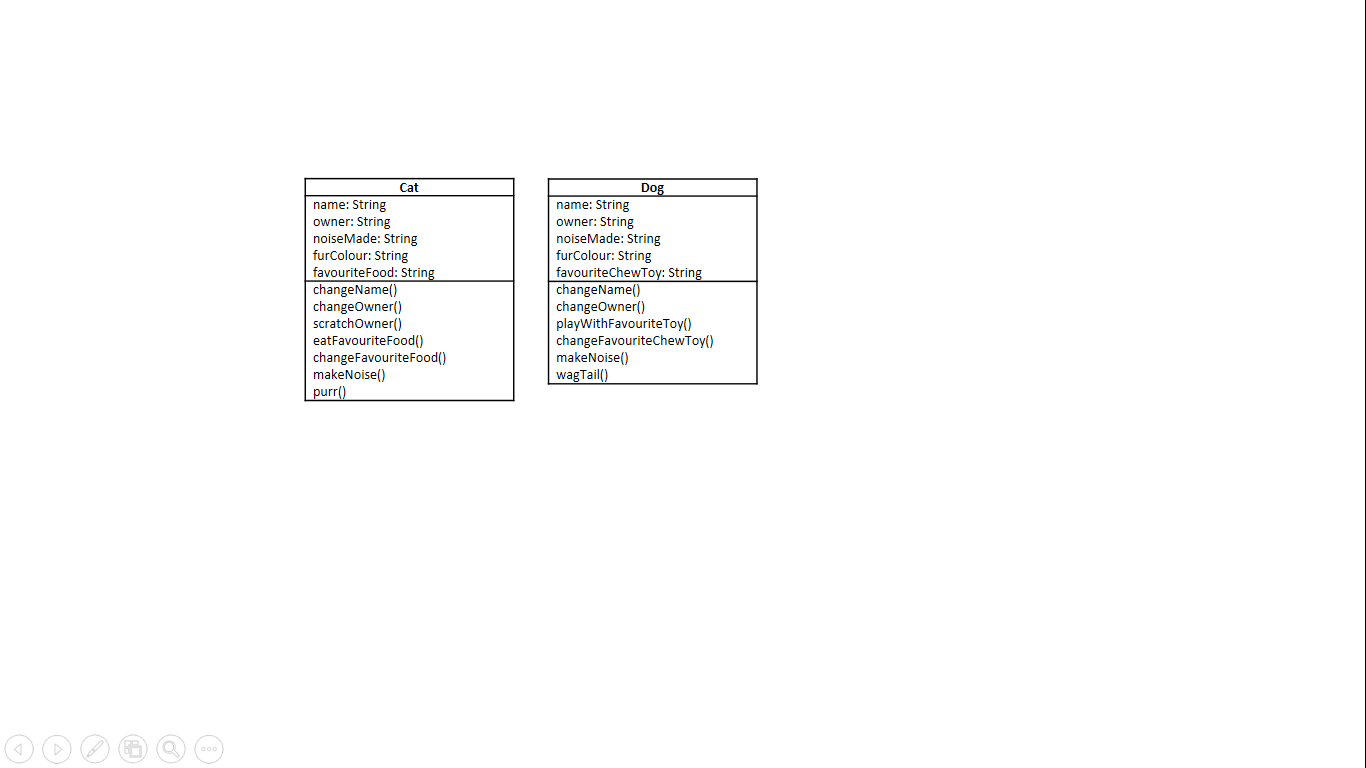 Cat
name: String
owner: String
noiseMade: String
furColour: String
favouriteFood: String
changeName()
changeOwner()
scratchOwner()
eatFavouriteFood()
changeFavouriteFood()
makeNoise()
purr()
Dog
name: String
owner: String
noiseMade: String
furColour: String
favouriteChewToy: String
changeName()
changeOwner()
playWithFavouriteToy()
changeFavouriteChewToy()
makeNoise()
wagTail()